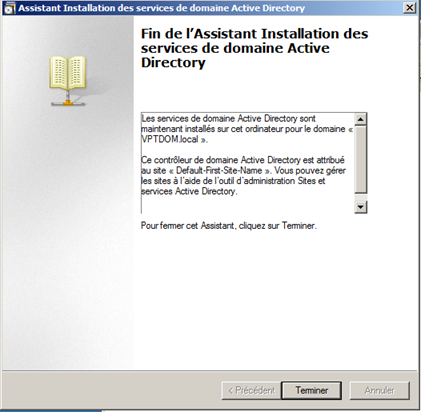 Assistant Installation des services de domaine Active Directory
Fin de l'Assistant Installation des
services de domaine Active
Directory
Les services de domaine Active Directory sont
maintenant installés sur cet ordinateur pour le domaine «
VPTDOM.local ».
Ce contrôleur de domaine Active Directory est attribué
au site « Default-First-Site-Name ». Vous pouvez gérer
les sites à l'aide de l'outil d'administration Sites et
services Active Directory.
Pour fermer cet Assistant, cliquez sur Terminer.
< Précédent
Terminer
Annuler